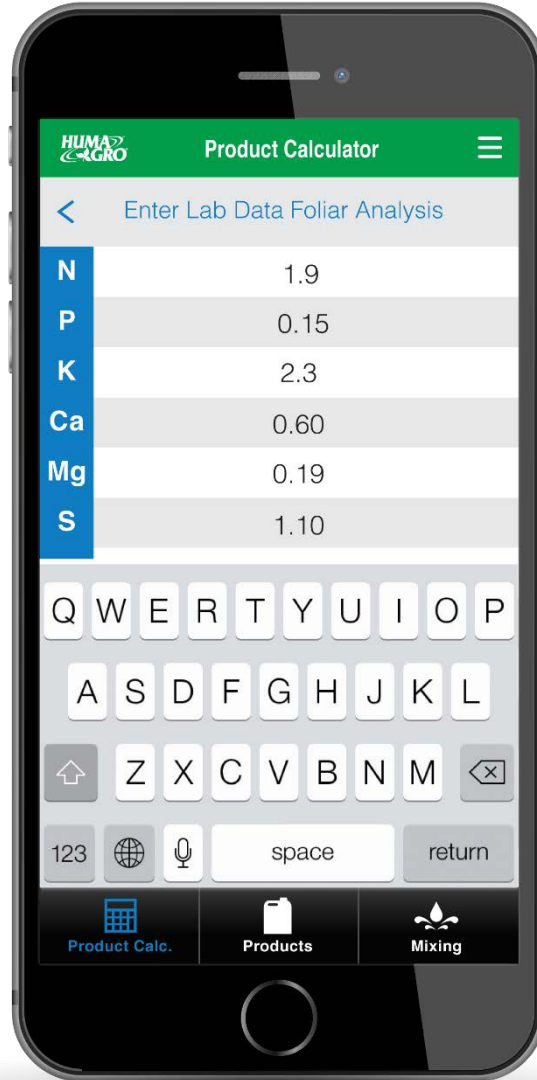 HUMA
GRO
Product Calculator
< Enter Lab Data Foliar Analysis
N 1.9
P 0.15
K 2.3
Ca 0.60
Mg 0.19
S 1.10
Q W E R T Y U I O P
A S D F G H J K L
Z X C V B N M
123 space return
Product Calc. Products Mixing